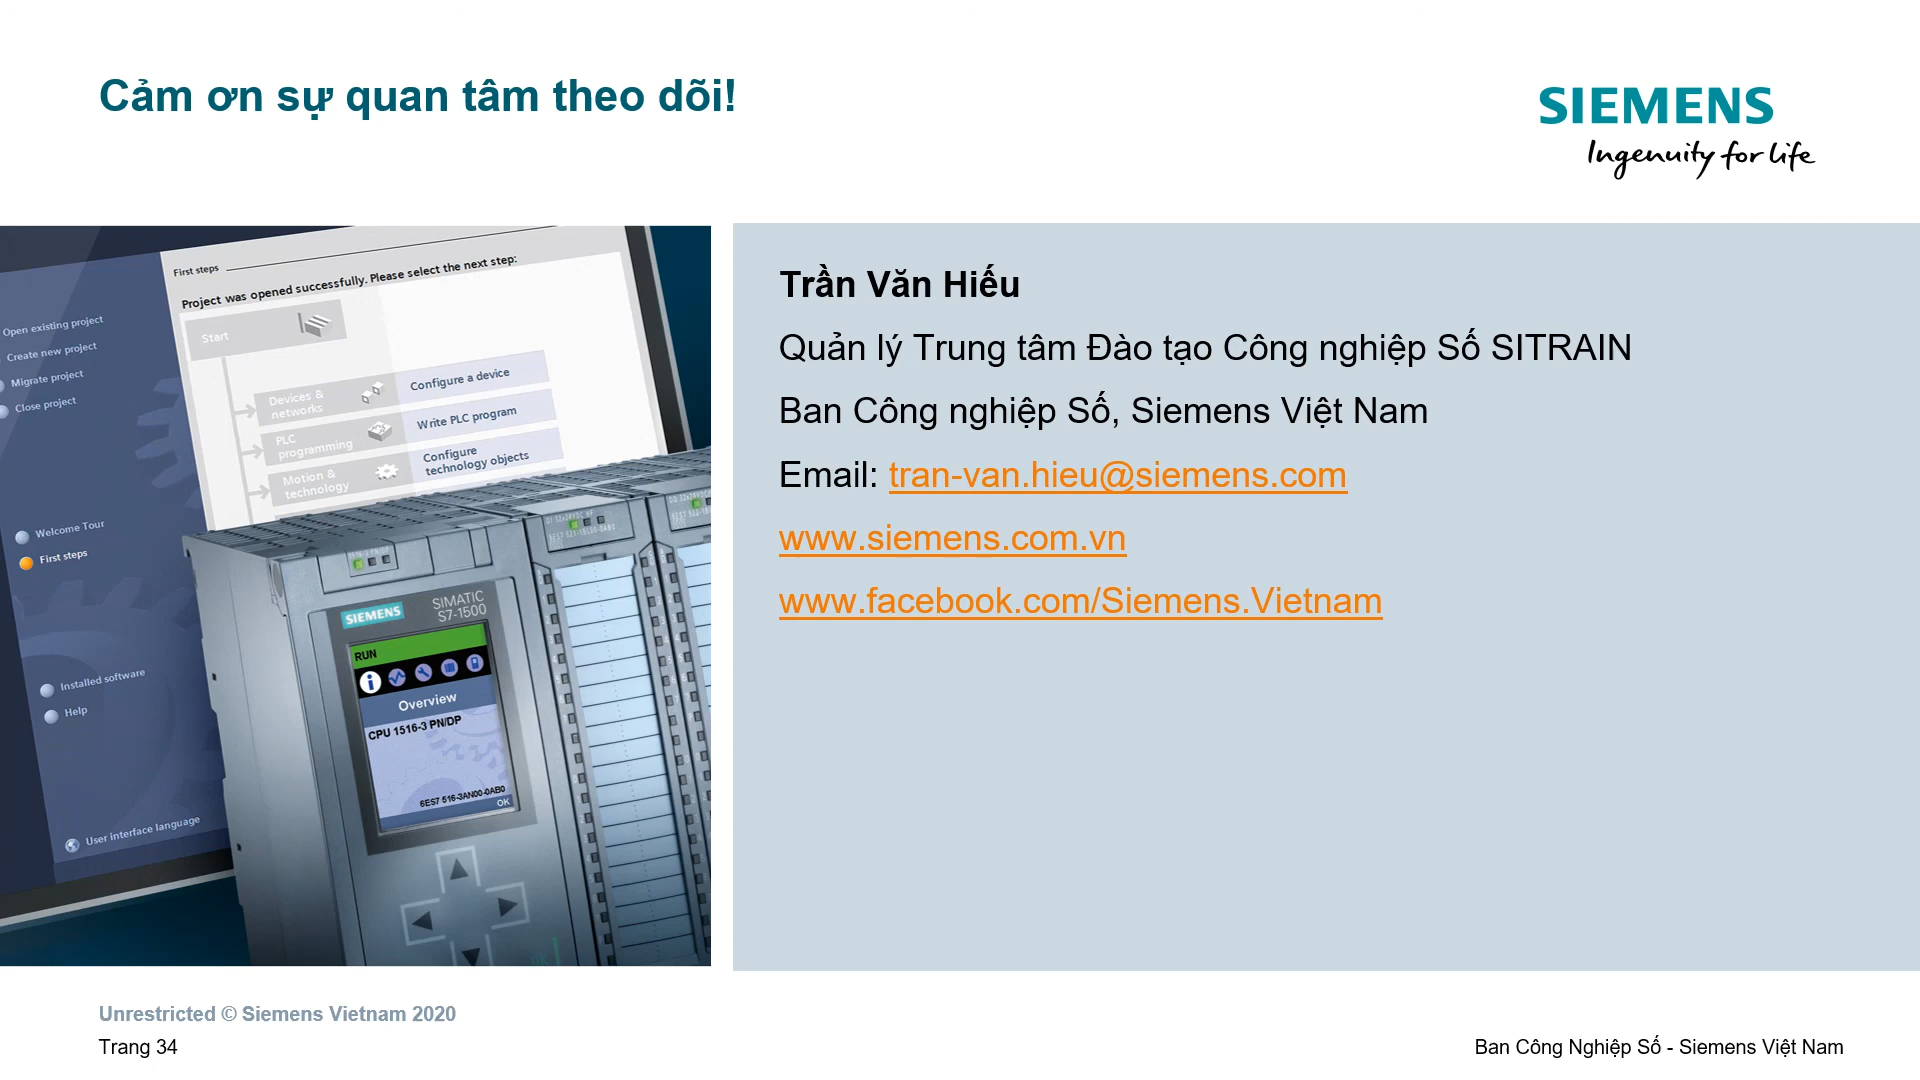 Cảm ơn sự quan tâm theo dõi!
SIEMENS
Ingenuity for life
First steps
Project was opened successfully. Please select the next step:
Open existing project
Create new project
Migrate project
Close project
Start
Devices &
networks
Configure a device
PLC
programming
Write PLC program
Motion &
technology
Configure
technology objects
Welcome Tour
First steps
Installed software
Help
User interface language
SIEMENS
SIMATIC
S7-1500
RUN
Overview
CPU 1516-3 PN/DP
6ES7 516-3AN00-0AB0
OK
Trần Văn Hiếu
Quản lý Trung tâm Đào tạo Công nghiệp Số SITRAIN
Ban Công nghiệp Số, Siemens Việt Nam
Email: tran-van.hieu@siemens.com
www.siemens.com.vn
www.facebook.com/Siemens.Vietnam
Unrestricted © Siemens Vietnam 2020
Trang 34
Ban Công Nghiệp Số - Siemens Việt Nam